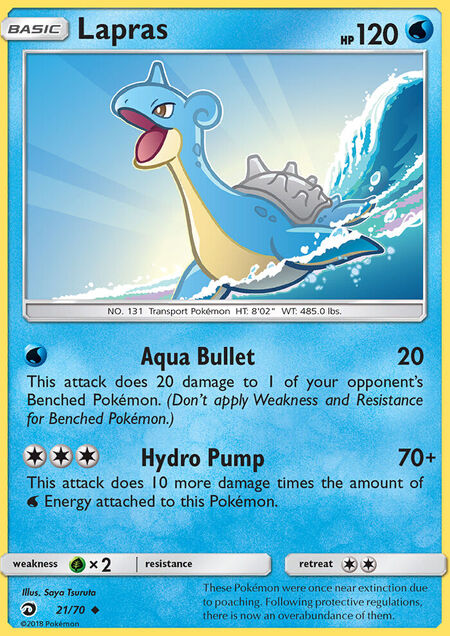 BASIC Lapras HP 120
NO. 131 Transport Pokémon HT: 8'02" WT: 485.0 lbs.
Aqua Bullet 20
This attack does 20 damage to 1 of your opponent's
Benched Pokémon. (Don't apply Weakness and Resistance
for Benched Pokémon.)
Hydro Pump 70+
This attack does 10 more damage times the amount of
Energy attached to this Pokémon.
weakness ×2 resistance retreat
Illus. Saya Tsuruta
21/70
©2018 Pokémon
These Pokémon were once near extinction due
to poaching. Following protective regulations,
there is now an overabundance of them.